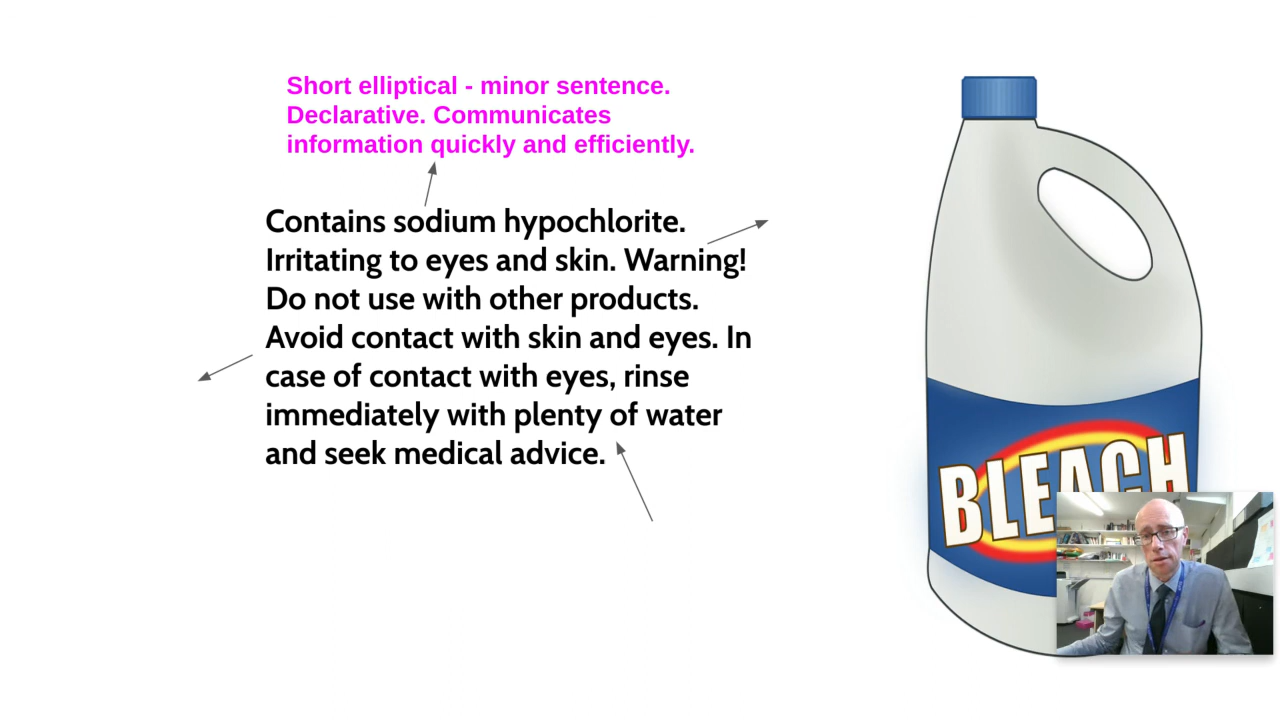 Short elliptical - minor sentence.
Declarative. Communicates
information quickly and efficiently.
Contains sodium hypochlorite.
Irritating to eyes and skin. Warning!
Do not use with other products.
Avoid contact with skin and eyes. In
case of contact with eyes, rinse
immediately with plenty of water
and seek medical advice.
BLEACH